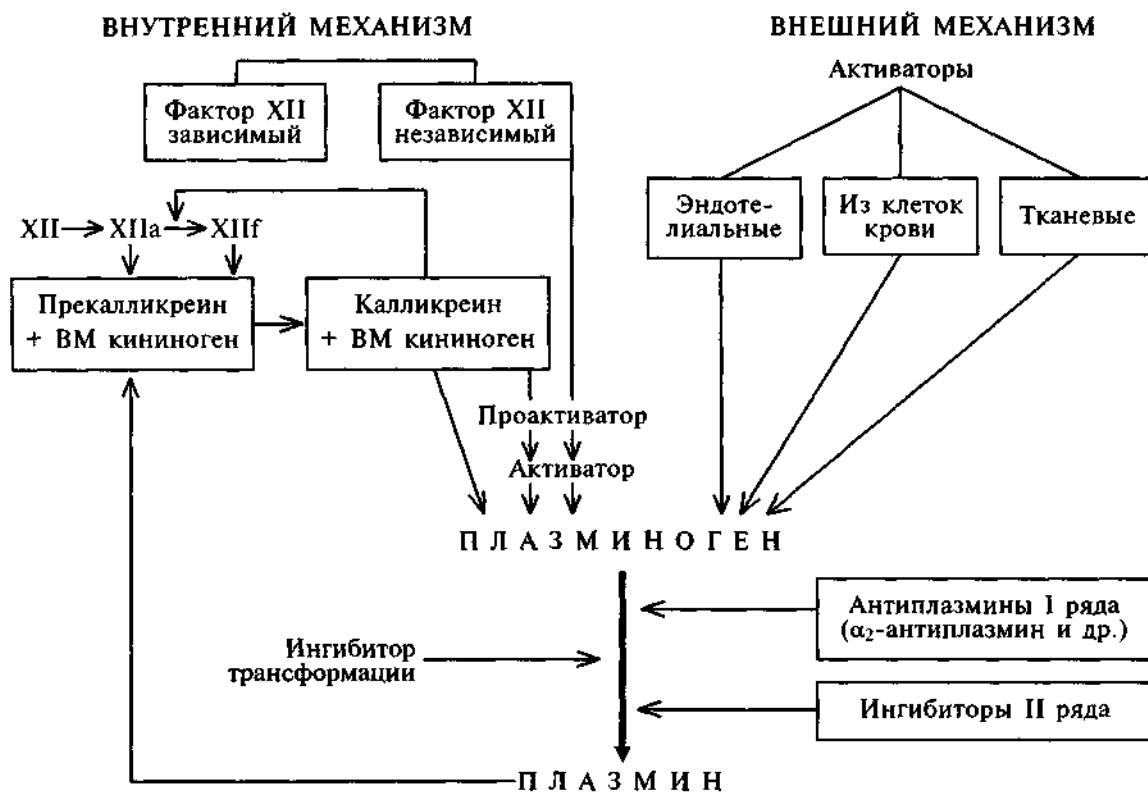 ВНУТРЕННИЙ МЕХАНИЗМ
Фактор XII
зависимый
Фактор XII
независимый
XII
XIIa
XIIf
Прекалликреин
+ ВМ кининоген
Калликреин
+ ВМ кининоген
Проактиватор
Активатор
ВНЕШНИЙ МЕХАНИЗМ
Активаторы
Эндоте-
лиальные
Из клеток
крови
Тканевые
ПЛАЗМИНОГЕН
Антиплазмины I ряда
(α₂-антиплазмин и др.)
Ингибитор
трансформации
Ингибиторы II ряда
ПЛАЗМИН